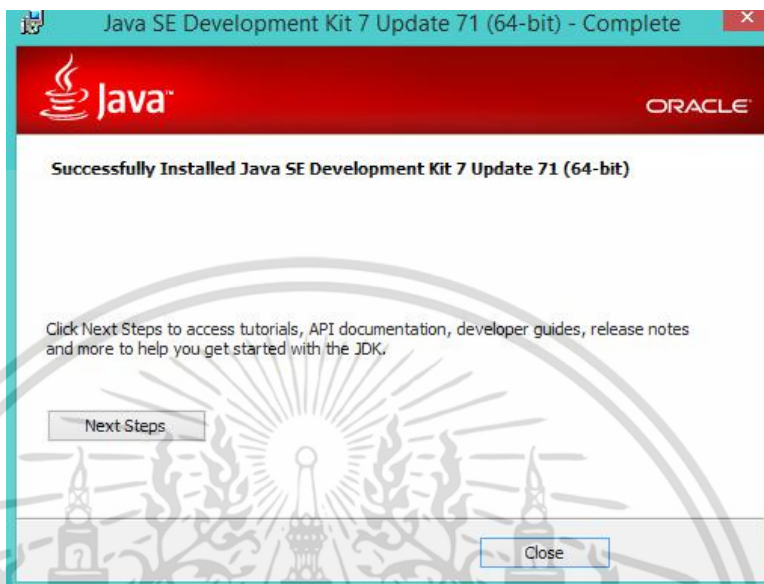 Java SE Development Kit 7 Update 71 (64-bit) - Complete
Java™
ORACLE
Successfully Installed Java SE Development Kit 7 Update 71 (64-bit)
Click Next Steps to access tutorials, API documentation, developer guides, release notes
and more to help you get started with the JDK.
Next Steps
Close